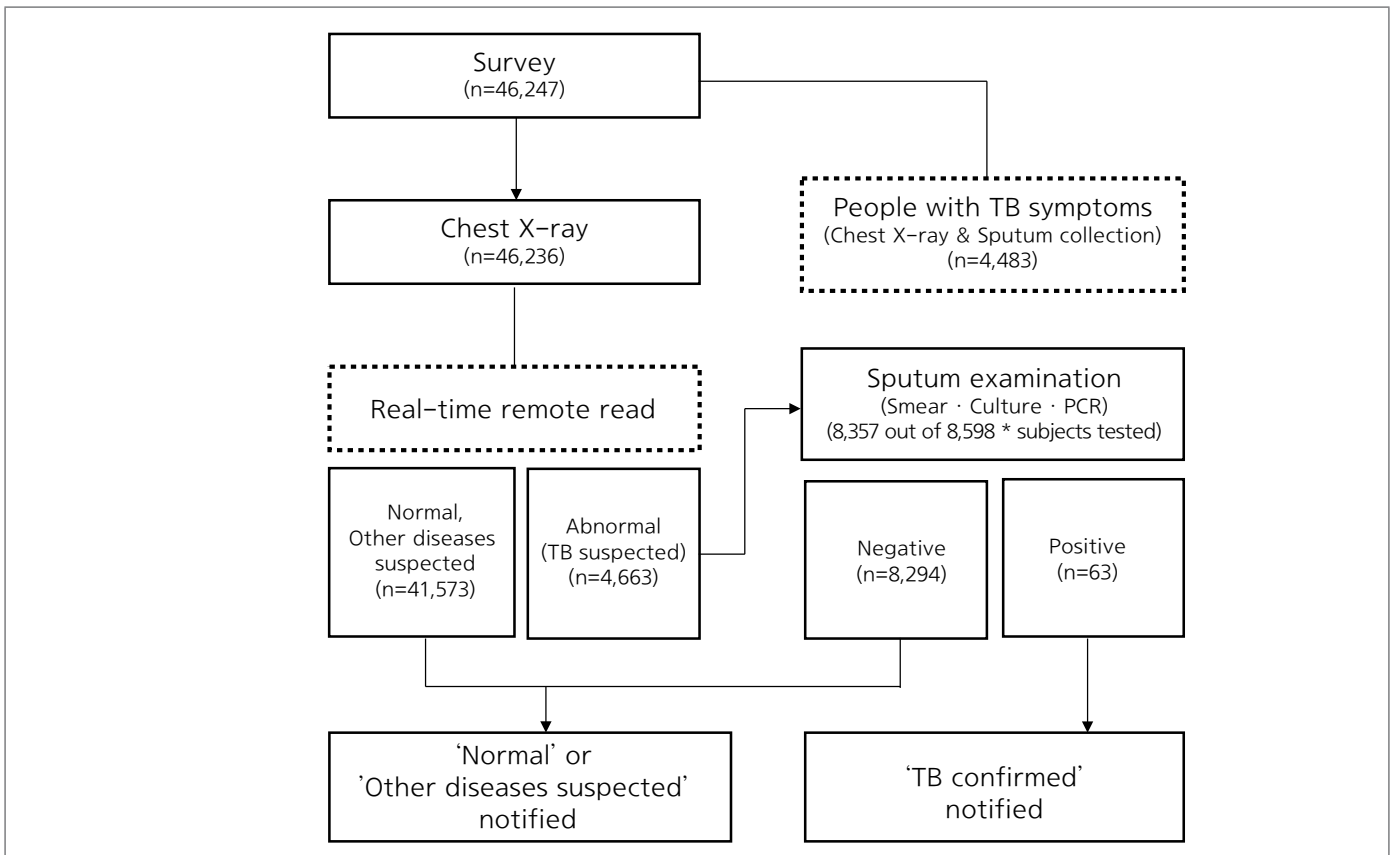 Survey
(n=46,247)
People with TB symptoms
(Chest X-ray & Sputum collection)
(n=4,483)
Chest X-ray
(n=46,236)
Real-time remote read
Sputum examination
(Smear · Culture · PCR)
(8,357 out of 8,598 * subjects tested)
Normal,
Other diseases
suspected
(n=41,573)
Abnormal
(TB suspected)
(n=4,663)
Negative
(n=8,294)
Positive
(n=63)
‘Normal’ or
’Other diseases suspected’
notified
‘TB confirmed’
notified